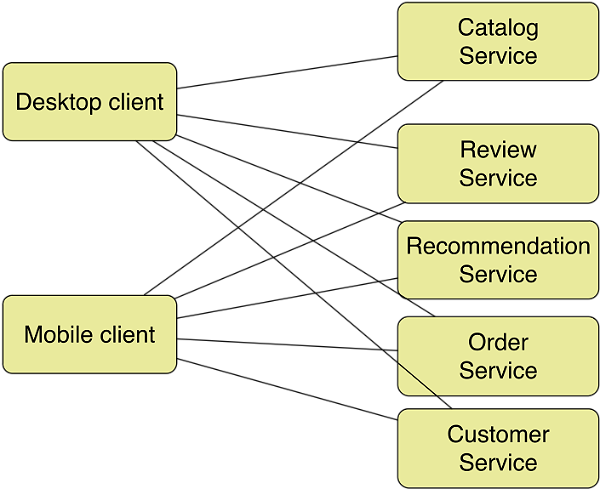 Catalog
Service
Desktop client
Review
Service
Recommendation
Service
Mobile client
Order
Service
Customer
Service